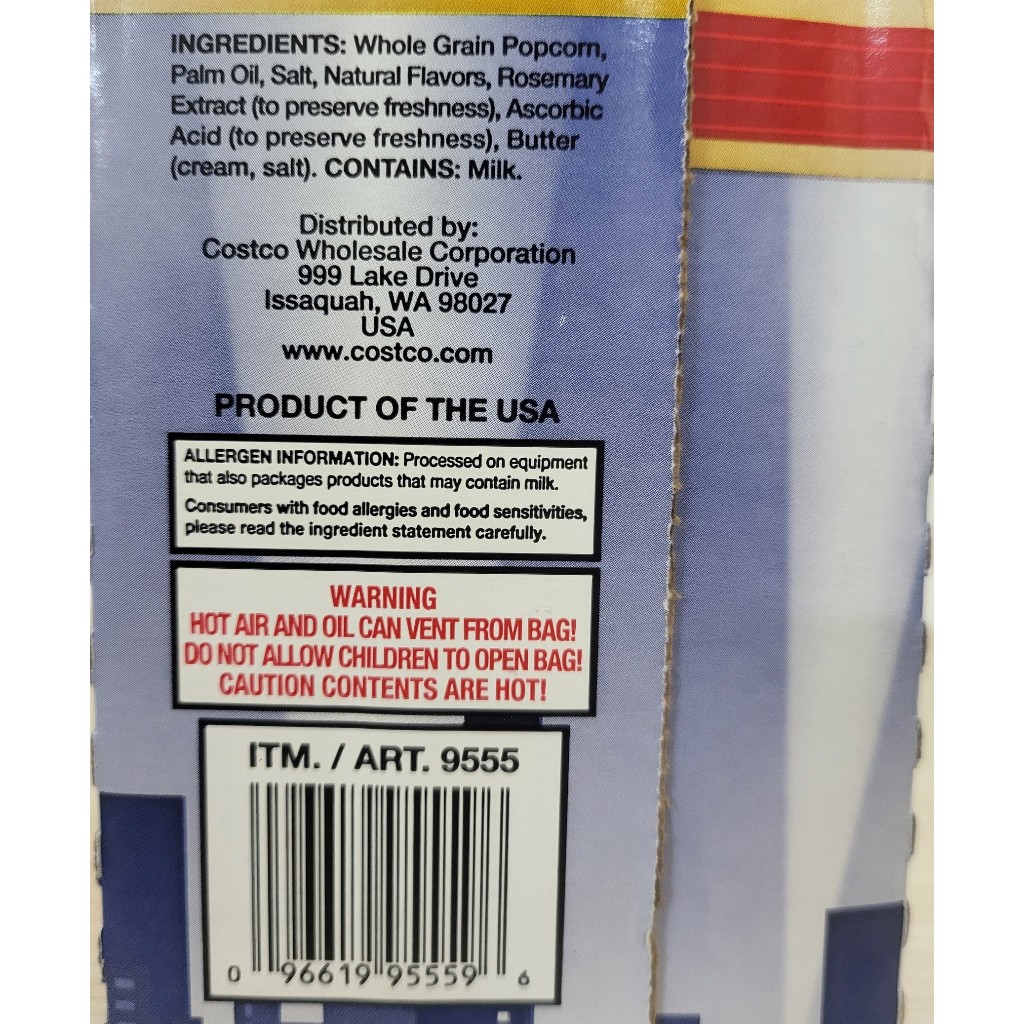 INGREDIENTS: Whole Grain Popcorn,
Palm Oil, Salt, Natural Flavors, Rosemary
Extract (to preserve freshness), Ascorbic
Acid (to preserve freshness), Butter
(cream, salt). CONTAINS: Milk.
Distributed by:
Costco Wholesale Corporation
999 Lake Drive
Issaquah, WA 98027
USA
www.costco.com
PRODUCT OF THE USA
ALLERGEN INFORMATION: Processed on equipment
that also packages products that may contain milk.
Consumers with food allergies and food sensitivities,
please read the ingredient statement carefully.
WARNING
HOT AIR AND OIL CAN VENT FROM BAG!
DO NOT ALLOW CHILDREN TO OPEN BAG!
CAUTION CONTENTS ARE HOT!
ITM. / ART. 9555
0 96619 95559 6